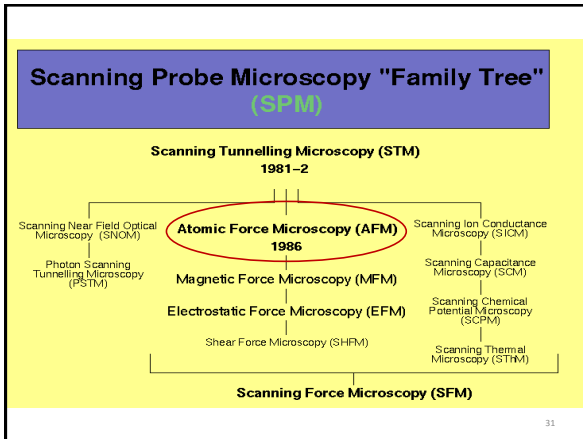 Scanning Probe Microscopy "Family Tree"
(SPM)
Scanning Tunnelling Microscopy (STM)
1981-2
Scanning Near Field Optical
Microscopy (SNOM)
Photon Scanning
Tunnelling Microscopy
(PSTM)
Atomic Force Microscopy (AFM)
1986
Magnetic Force Microscopy (MFM)
Electrostatic Force Microscopy (EFM)
Shear Force Microscopy (SHFM)
Scanning Ion Conductance
Microscopy (SICM)
Scanning Capacitance
Microscopy (SCM)
Scanning Chemical
Potential Microscopy
(SCPM)
Scanning Thermal
Microscopy (SThM)
Scanning Force Microscopy (SFM)
31